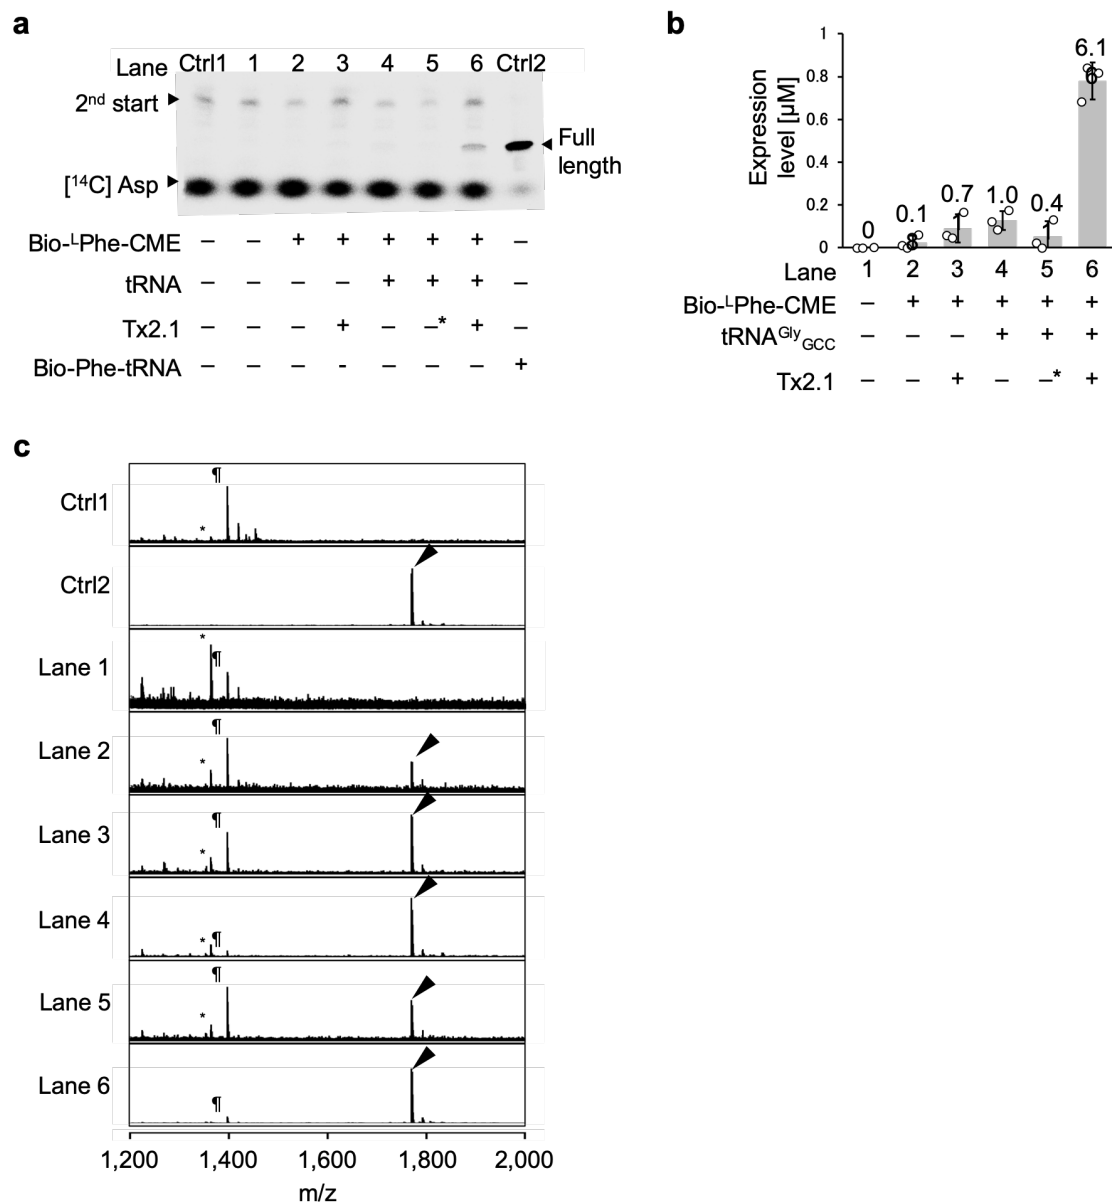 a
Lane Ctrl1 1 2 3 4 5 6 Ctrl2
2nd start
Full
length
[14C] Asp
Bio-LPhe-CME – – + + + + + –
tRNA – – – – + + + –
Tx2.1 – – – + – –* + –
Bio-Phe-tRNA – – – - – – – +
b
Expression
level [µM]
1
0.8
0.6
0.4
0.2
0
0 0.1 0.7 1.0 0.4 6.1
8 1 1 6
Lane 1 2 3 4 5 6
Bio-LPhe-CME – + + + + +
tRNAGlyGCC – – – + + +
Tx2.1 – – + – –* +
c
Ctrl1
¶
*
Ctrl2
Lane 1
*
¶
Lane 2
¶
*
Lane 3
¶
*
Lane 4
* ¶
Lane 5
¶
*
Lane 6
¶
1,200 1,400 1,600 1,800 2,000
m/z